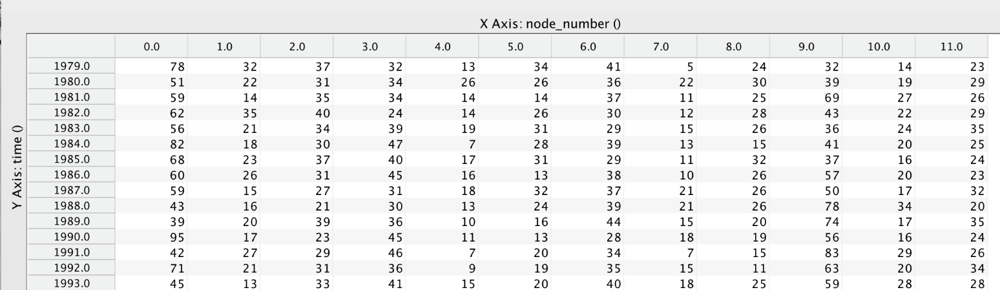 X Axis: node_number ()
0.0 1.0 2.0 3.0 4.0 5.0 6.0 7.0 8.0 9.0 10.0 11.0
1979.0 78 32 37 32 13 34 41 5 24 32 14 23
1980.0 51 22 31 34 26 26 36 22 30 39 19 29
1981.0 59 14 35 34 14 14 37 11 25 69 27 26
1982.0 62 35 40 24 14 26 30 12 28 43 22 29
1983.0 56 21 34 39 19 31 29 15 26 36 24 35
1984.0 82 18 30 47 7 28 39 13 15 41 20 25
1985.0 68 23 37 40 17 31 29 11 32 37 16 24
1986.0 60 26 31 45 16 13 38 10 26 57 20 23
1987.0 59 15 27 31 18 32 37 21 26 50 17 32
1988.0 43 16 21 30 13 24 39 21 26 78 34 20
1989.0 39 20 39 36 10 16 44 15 20 74 17 35
1990.0 95 17 23 45 11 13 28 18 19 56 16 24
1991.0 42 27 29 46 7 20 34 7 15 83 29 26
1992.0 71 21 31 36 9 19 35 15 11 63 20 34
1993.0 45 13 33 41 15 20 40 18 25 59 28 28
Y Axis: time ()